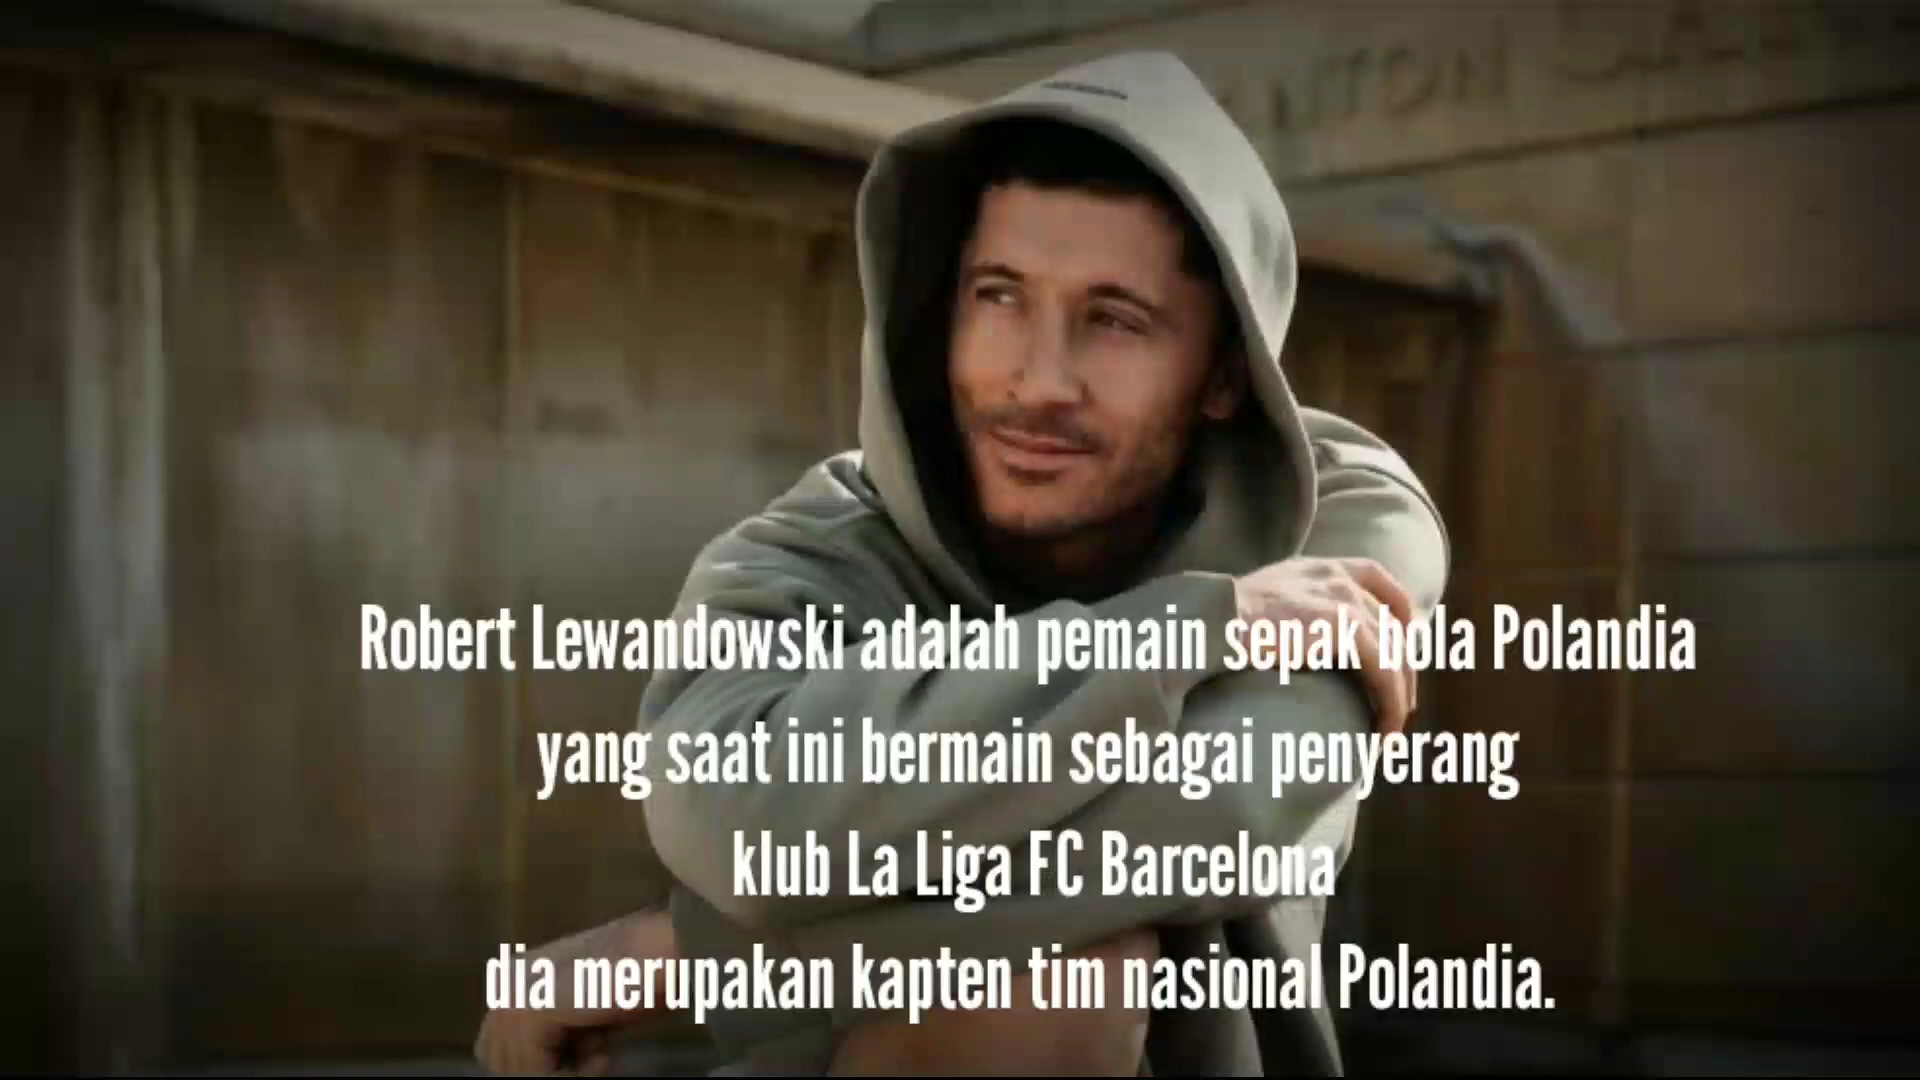 Robert Lewandowski adalah pemain sepak bola Polandia
yang saat ini bermain sebagai penyerang
klub La Liga FC Barcelona
dia merupakan kapten tim nasional Polandia.